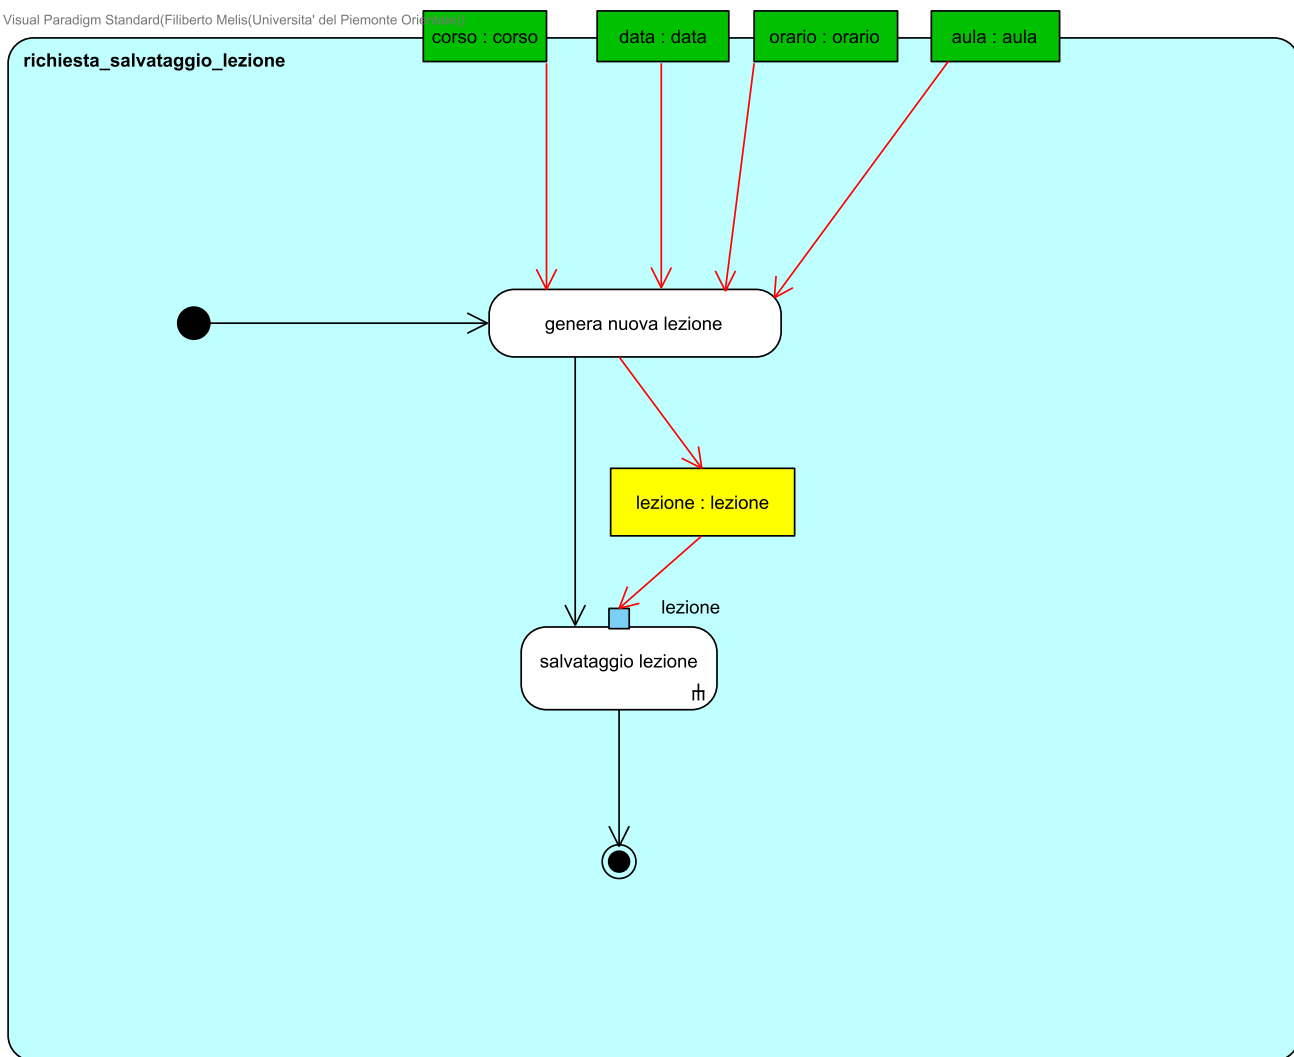 Visual Paradigm Standard(Filiberto Melis(Universita' del Piemonte Orientale))
corso : corso
data : data
orario : orario
aula : aula
richiesta_salvataggio_lezione
genera nuova lezione
lezione : lezione
lezione
salvataggio lezione